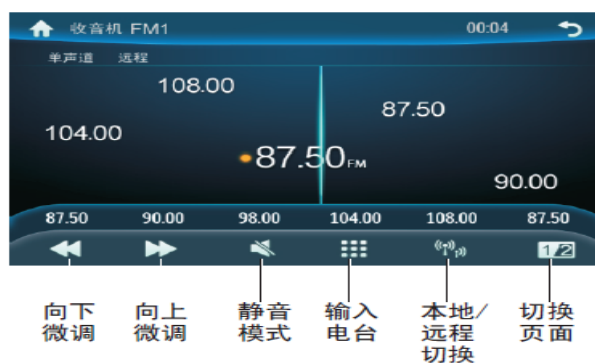 收音机 FM1 00:04
单声道 远程
108.00
87.50
104.00
87.50FM
90.00
87.50 90.00 98.00 104.00 108.00 87.50
1/2
向下微调
向上微调
静音模式
输入电台
本地/远程切换
切换页面